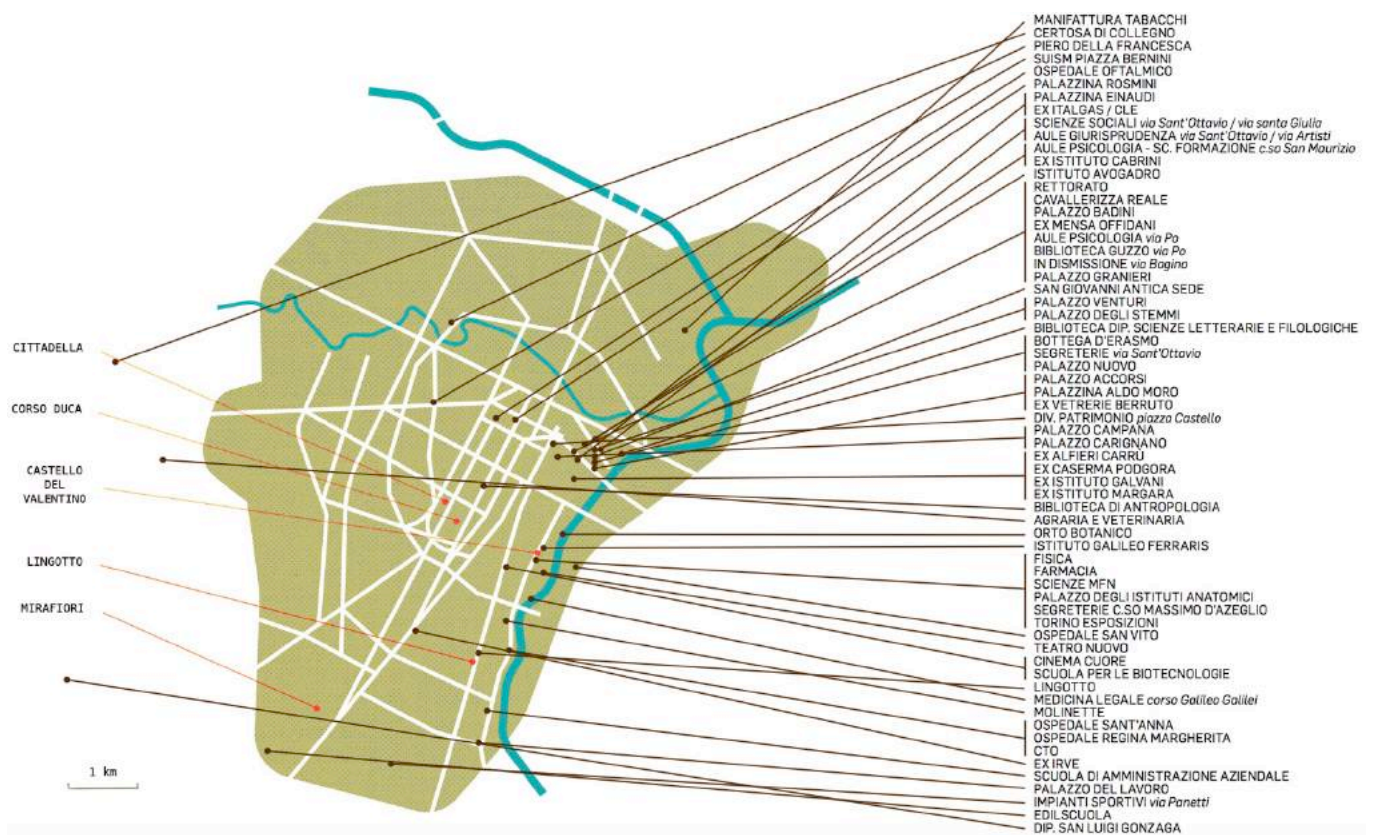 MANIFATTURA TABACCHI
CERTOSA DI COLLEGNO
PIERO DELLA FRANCESCA
SUISM PIAZZA BERNINI
OSPEDALE OFTALMICO
PALAZZINA ROSMINI
PALAZZINA EINAUDI
EX ITALGAS / CLE
SCIENZE SOCIALI via Sant'Ottavio / via santa Giulia
AULE GIURISPRUDENZA via Sant'Ottavio / via Artisti
AULE PSICOLOGIA - SC. FORMAZIONE c.so San Maurizio
EX ISTITUTO CABRINI
ISTITUTO AVOGADRO
RETTORATO
CAVALLERIZZA REALE
PALAZZO BADINI
EX MENSA OFFIDANI
AULE PSICOLOGIA via Po
BIBLIOTECA GUZZO via Po
IN DISMISSIONE via Bogino
PALAZZO GRANIERI
SAN GIOVANNI ANTICA SEDE
PALAZZO VENTURI
PALAZZO DEGLI STEMMI
BIBLIOTECA DIP. SCIENZE LETTERARIE E FILOLOGICHE
BOTTEGA D'ERASMO
SEGRETERIE via Sant'Ottavio
PALAZZO NUOVO
PALAZZO ACCORSI
PALAZZINA ALDO MORO
EX VETRERIE BERRUTO
DIV. PATRIMONIO piazza Castello
PALAZZO CAMPANA
PALAZZO CARIGNANO
EX ALFIERI CARRÙ
EX CASERMA PODGORA
EX ISTITUTO GALVANI
EX ISTITUTO MARGARA
BIBLIOTECA DI ANTROPOLOGIA
AGRARIA E VETERINARIA
ORTO BOTANICO
ISTITUTO GALILEO FERRARIS
FISICA
FARMACIA
SCIENZE MFN
PALAZZO DEGLI ISTITUTI ANATOMICI
SEGRETERIE C.SO MASSIMO D'AZEGLIO
TORINO ESPOSIZIONI
OSPEDALE SAN VITO
TEATRO NUOVO
CINEMA CUORE
SCUOLA PER LE BIOTECNOLOGIE
LINGOTTO
MEDICINA LEGALE corso Galileo Galilei
MOLINETTE
OSPEDALE SANT'ANNA
OSPEDALE REGINA MARGHERITA
CTO
EX IRVE
SCUOLA DI AMMINISTRAZIONE AZIENDALE
PALAZZO DEL LAVORO
IMPIANTI SPORTIVI via Panetti
EDILSCUOLA
DIP. SAN LUIGI GONZAGA
CITTADELLA
CORSO DUCA
CASTELLO
DEL
VALENTINO
LINGOTTO
MIRAFIORI
1 km